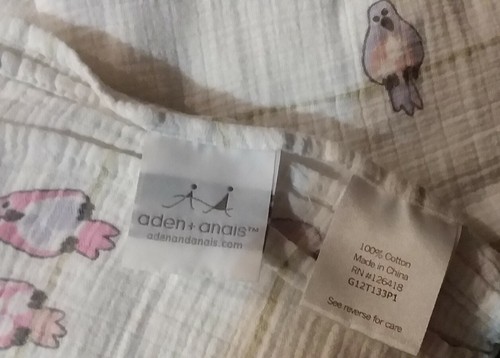 aden+anais™
adenandanais.com
100% Cotton
Made in China
RN #126418
G12T133P1
See reverse for care